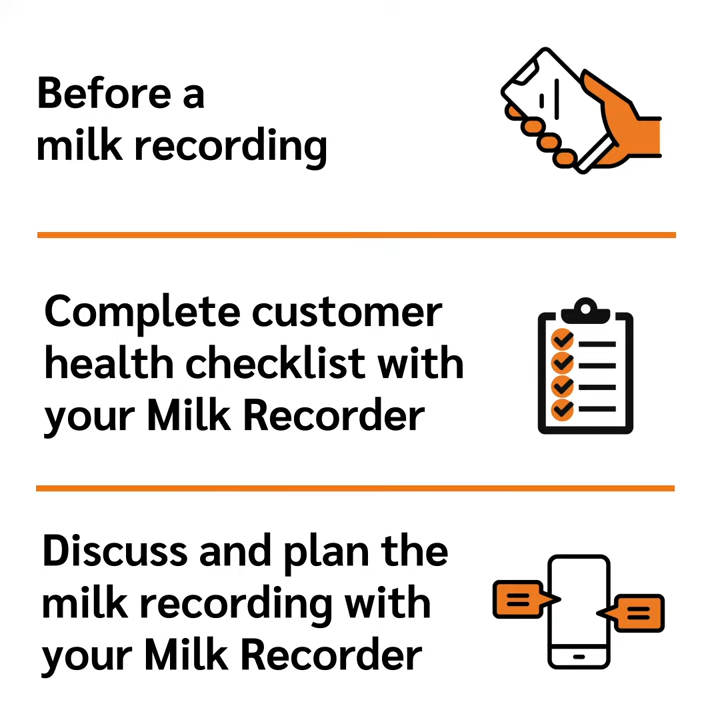 Before a
milk recording
Complete customer
health checklist with
your Milk Recorder
Discuss and plan the
milk recording with
your Milk Recorder